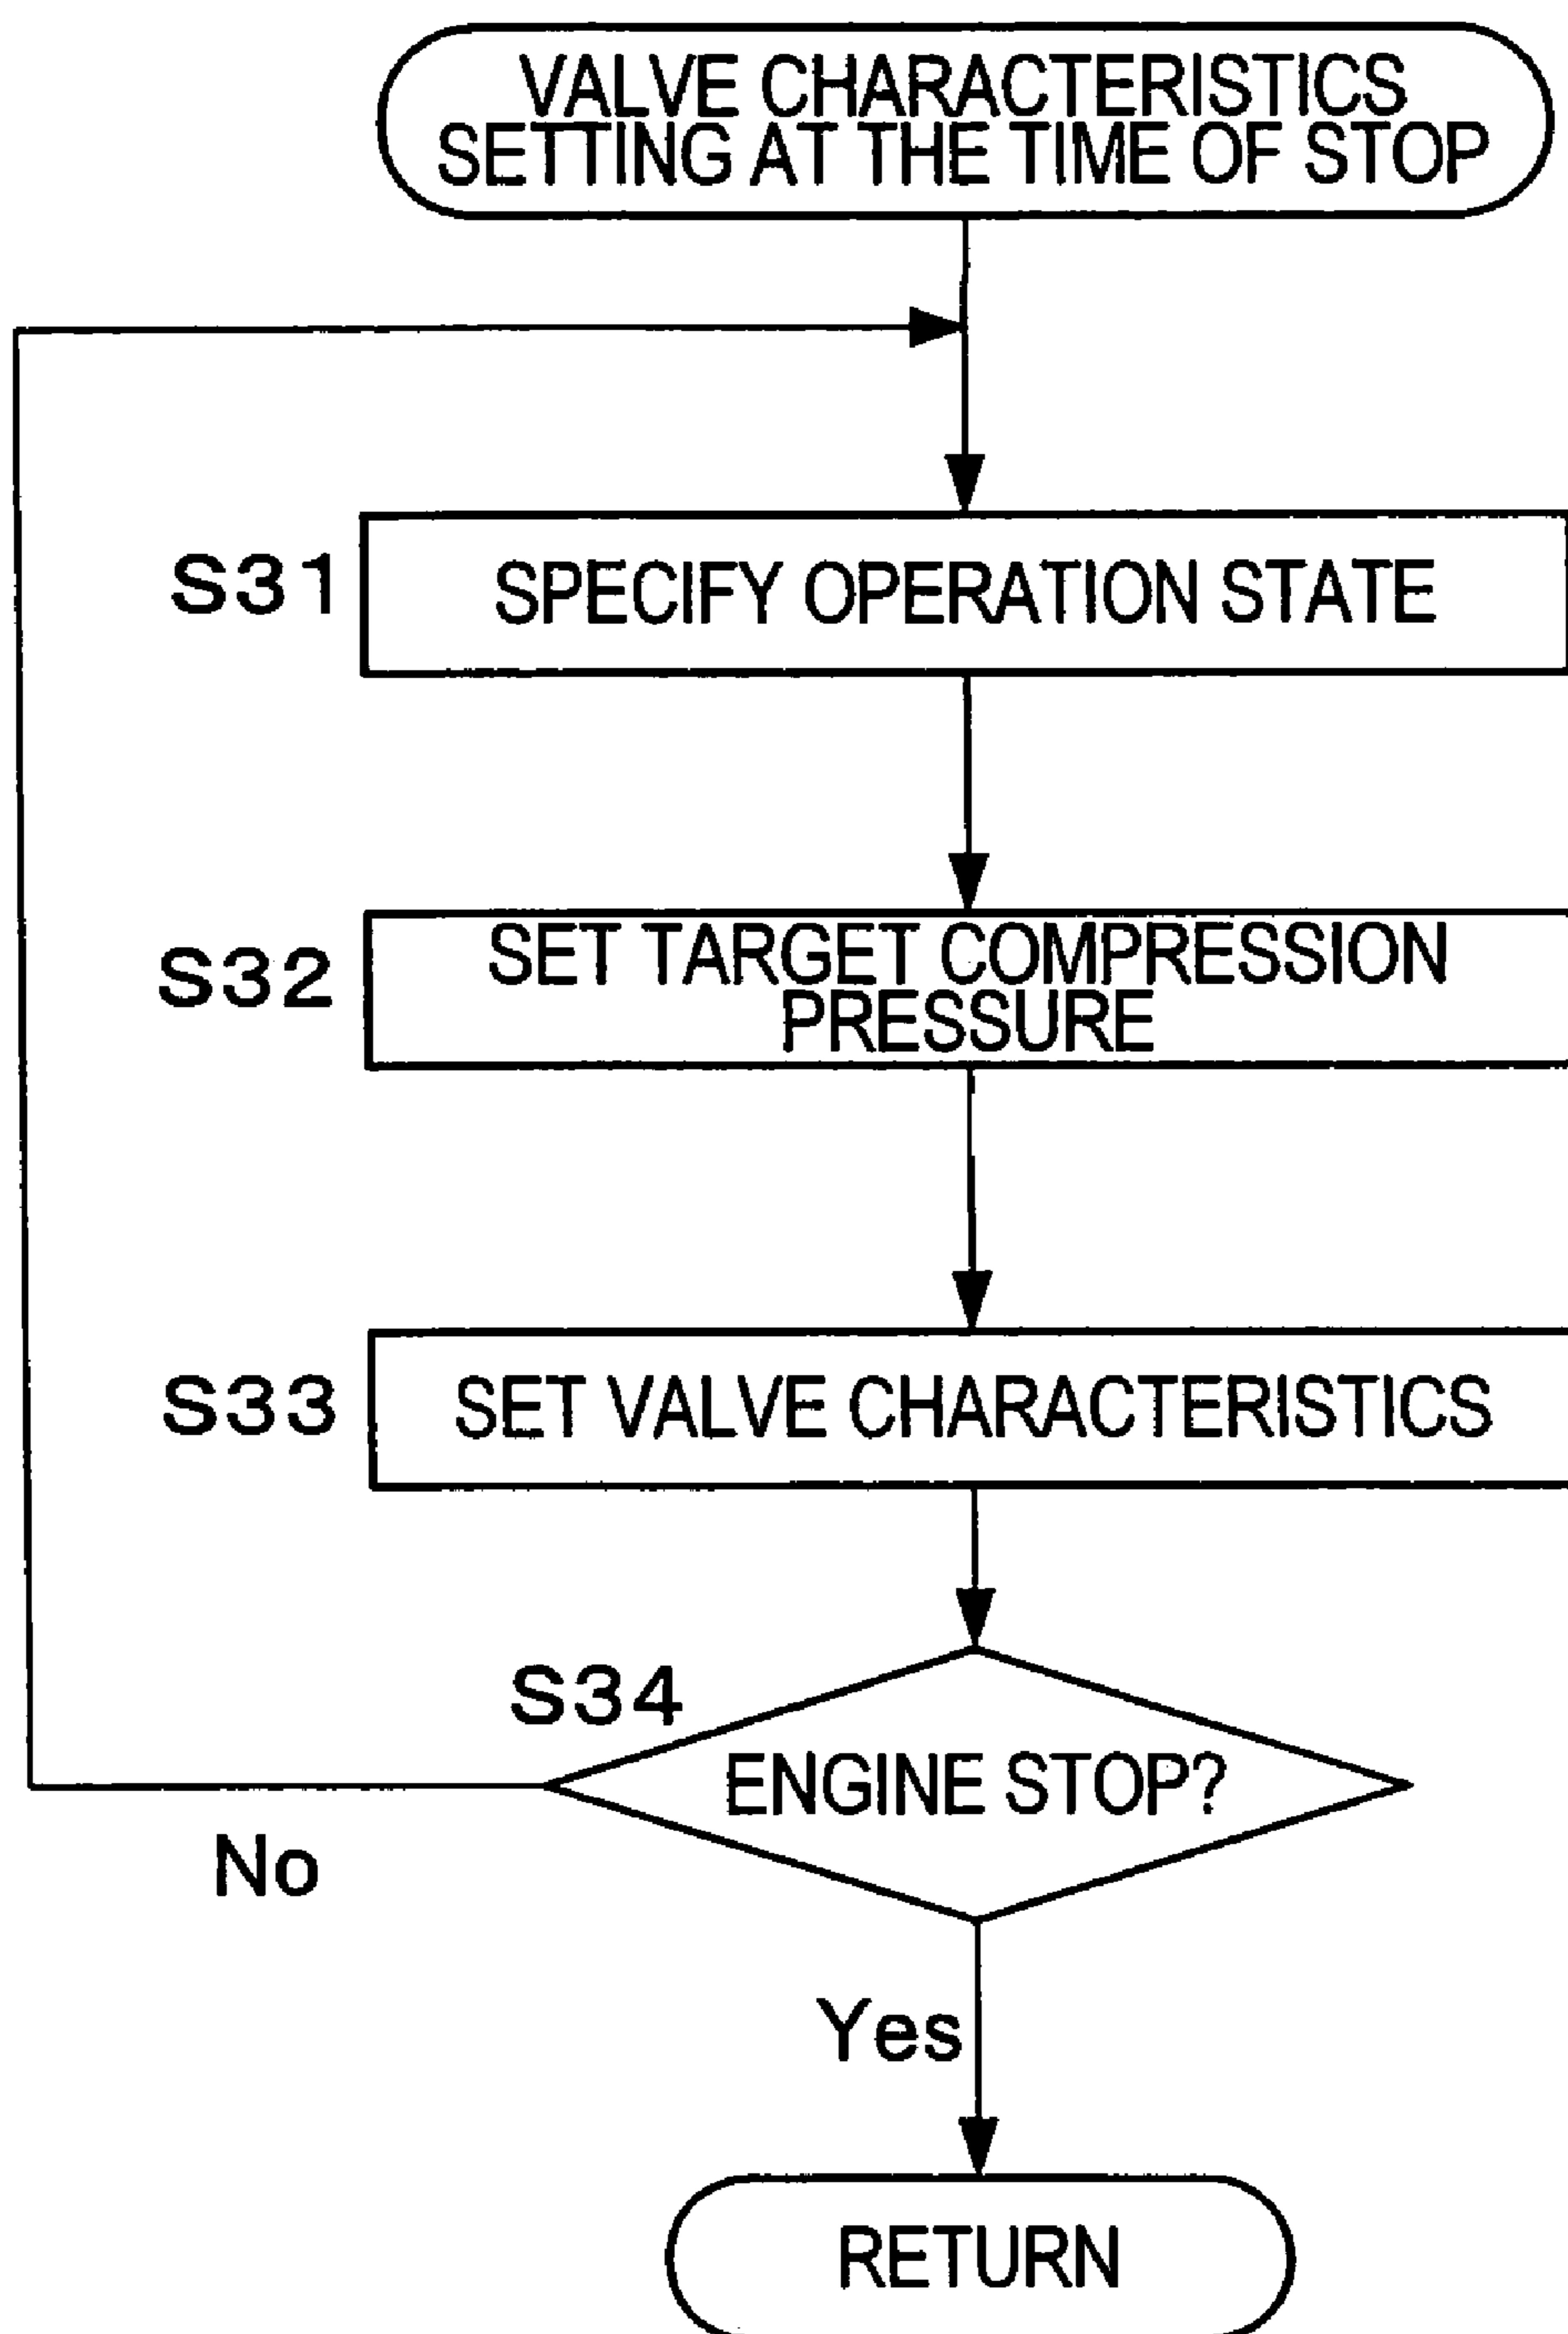 VALVE CHARACTERISTICS
SETTING AT THE TIME OF STOP
S31
SPECIFY OPERATION STATE
S32
SET TARGET COMPRESSION
PRESSURE
S33
SET VALVE CHARACTERISTICS
S34
ENGINE STOP?
No
Yes
RETURN